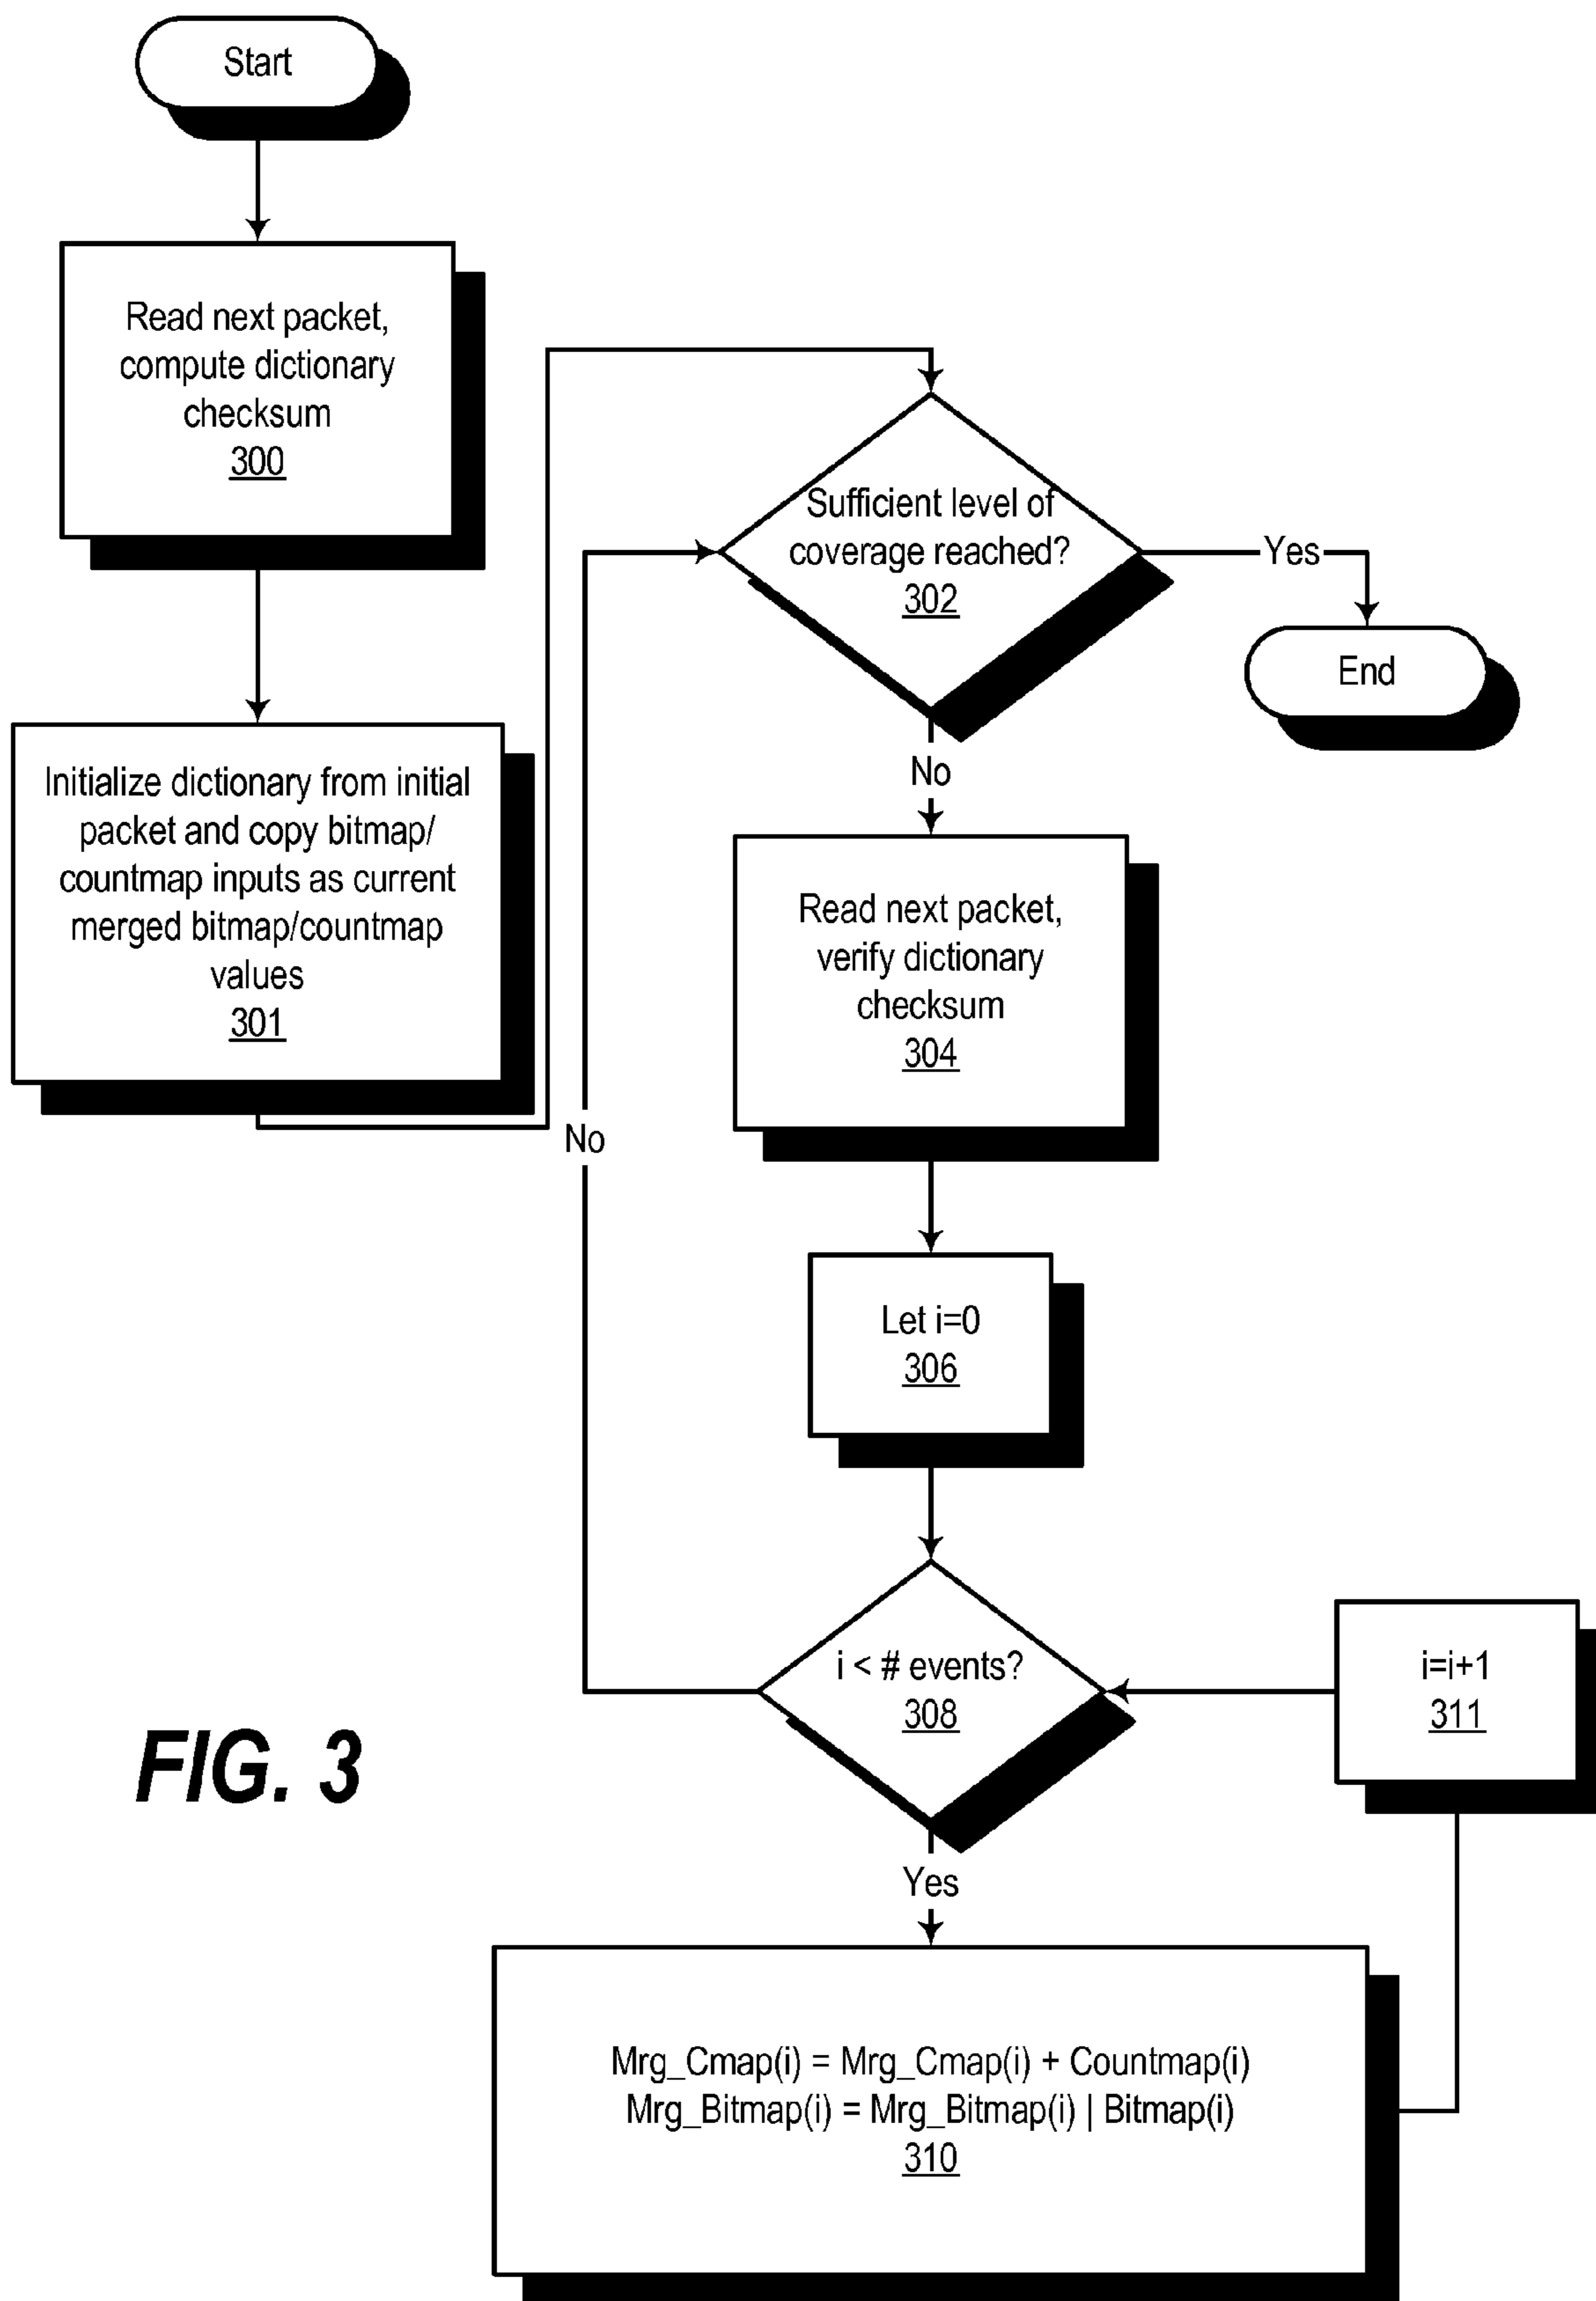 Start
Read next packet,
compute dictionary
checksum
300
Initialize dictionary from initial
packet and copy bitmap/
countmap inputs as current
merged bitmap/countmap
values
301
Sufficient level of
coverage reached?
302
Yes
End
No
Read next packet,
verify dictionary
checksum
304
No
Let i=0
306
i < # events?
308
i=i+1
311
Yes
Mrg_Cmap(i) = Mrg_Cmap(i) + Countmap(i)
Mrg_Bitmap(i) = Mrg_Bitmap(i) | Bitmap(i)
310
FIG. 3